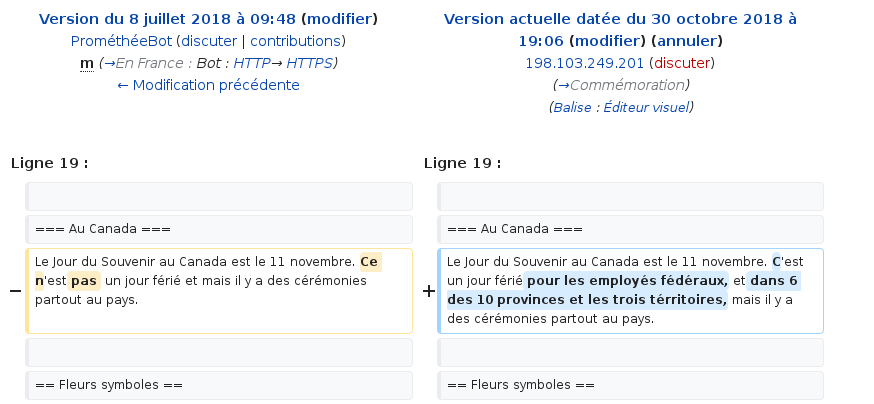 Version du 8 juillet 2018 à 09:48 (modifier)
ProméthéeBot (discuter | contributions)
m (→En France : Bot : HTTP→ HTTPS)
← Modification précédente
Version actuelle datée du 30 octobre 2018 à
19:06 (modifier) (annuler)
198.103.249.201 (discuter)
(→Commémoration)
(Balise : Éditeur visuel)
Ligne 19 :
Ligne 19 :
=== Au Canada ===
=== Au Canada ===
− Le Jour du Souvenir au Canada est le 11 novembre. Ce
n'est pas un jour férié et mais il y a des cérémonies
partout au pays.
+ Le Jour du Souvenir au Canada est le 11 novembre. C'est
un jour férié pour les employés fédéraux, et dans 6
des 10 provinces et les trois térritoires, mais il y a
des cérémonies partout au pays.
== Fleurs symboles ==
== Fleurs symboles ==